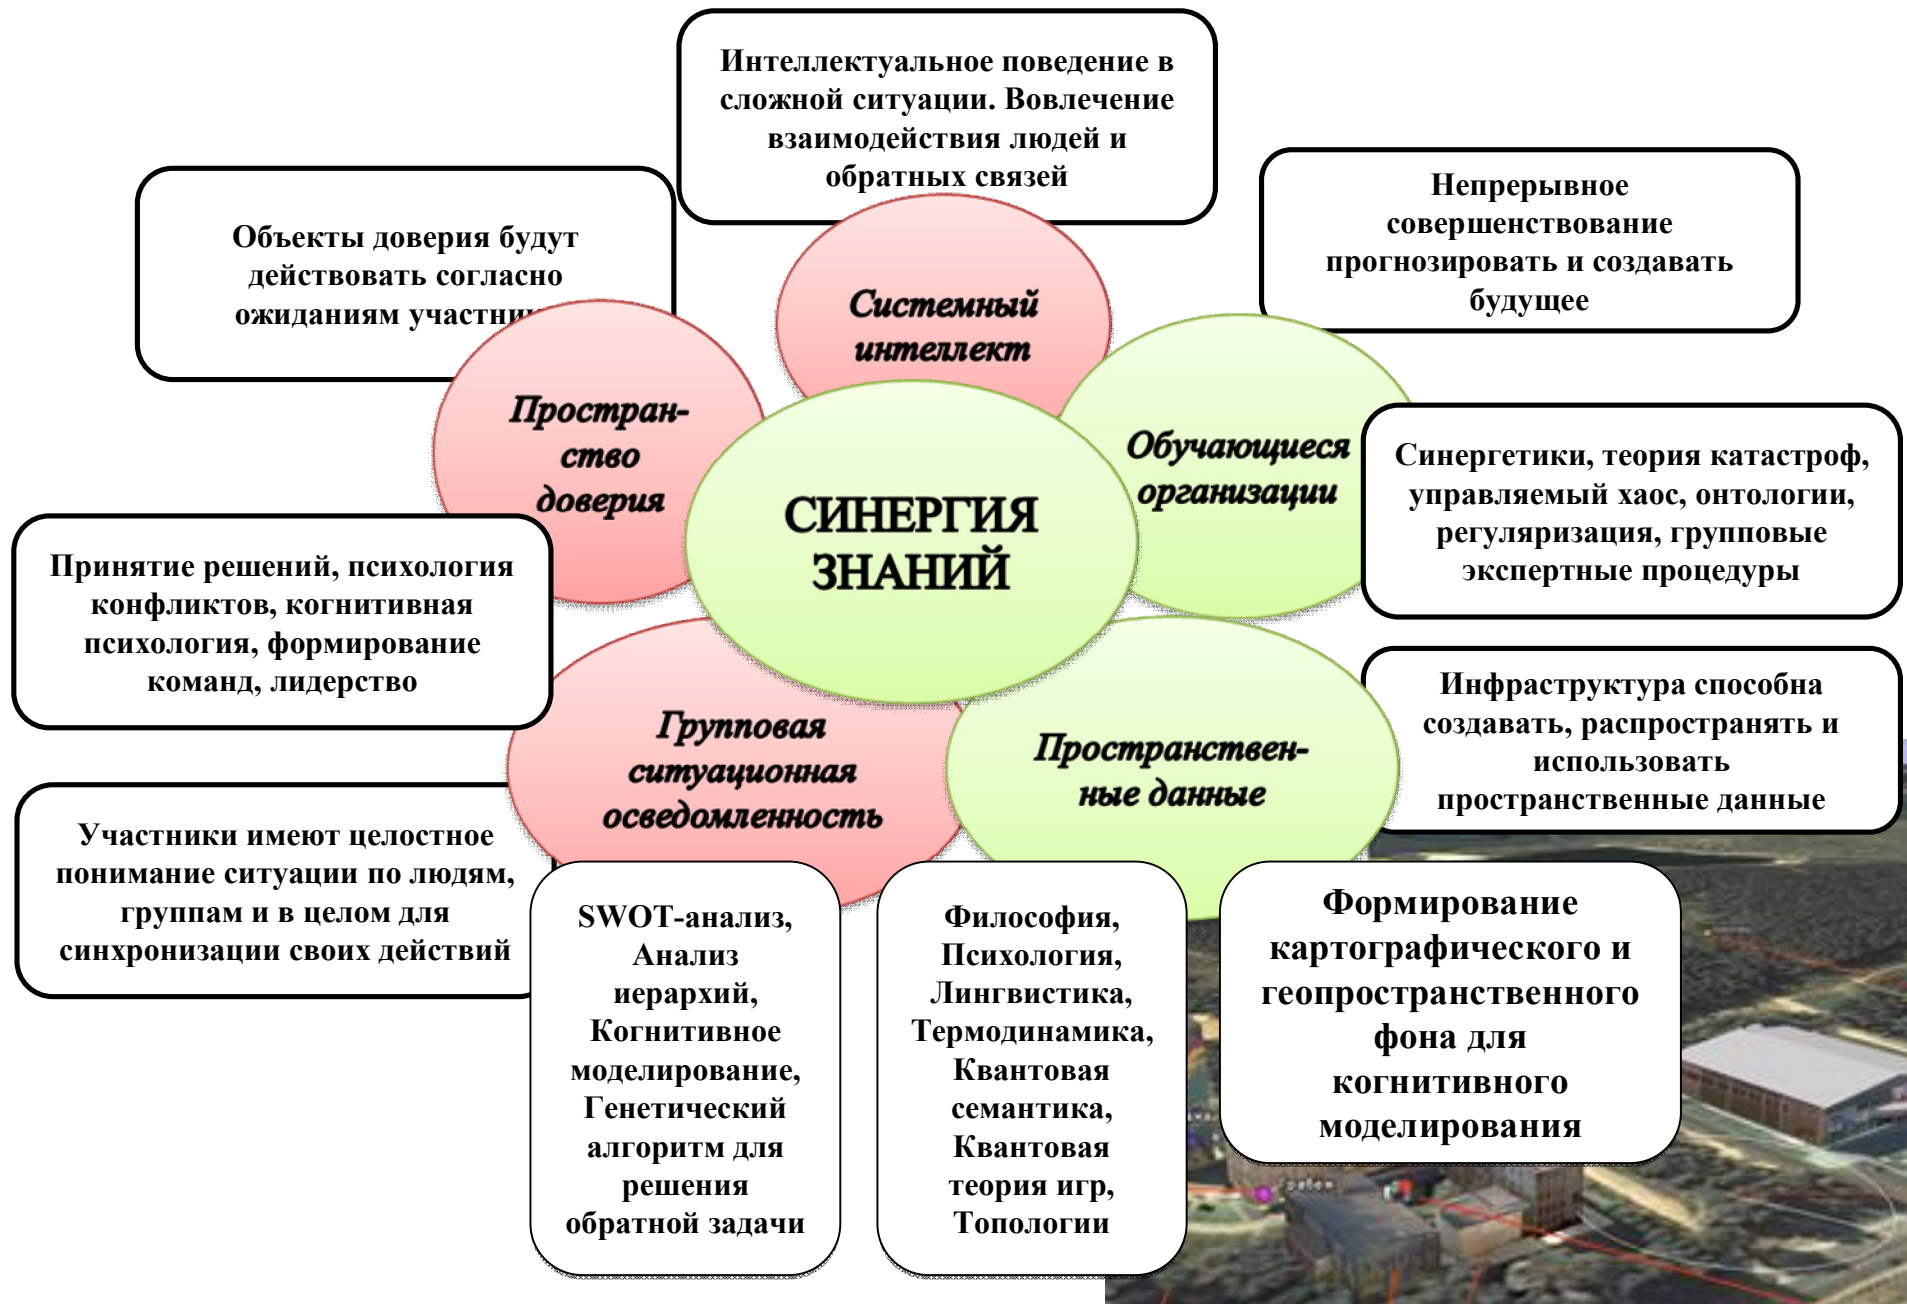 Интеллектуальное поведение в
сложной ситуации. Вовлечение
взаимодействия людей и
обратных связей
Объекты доверия будут
действовать согласно
ожиданиям
Непрерывное
совершенствование
прогнозировать и создавать
будущее
Системный
интеллект
Простран-
ство
доверия
Обучающиеся
организации
СИНЕРГИЯ
ЗНАНИЙ
Синергетики, теория катастроф,
управляемый хаос, онтологии,
регуляризация, групповые
экспертные процедуры
Принятие решений, психология
конфликтов, когнитивная
психология, формирование
команд, лидерство
Групповая
ситуационная
осведомленность
Пространствен-
ные данные
Инфраструктура способна
создавать, распространять и
использовать
пространственные данные
Участники имеют целостное
понимание ситуации по людям,
группам и в целом для
синхронизации своих действий
SWOT-анализ,
Анализ
иерархий,
Когнитивное
моделирование,
Генетический
алгоритм для
решения
обратной задачи
Философия,
Психология,
Лингвистика,
Термодинамика,
Квантовая
семантика,
Квантовая
теория игр,
Топологии
Формирование
картографического и
геопространственного
фона для
когнитивного
моделирования